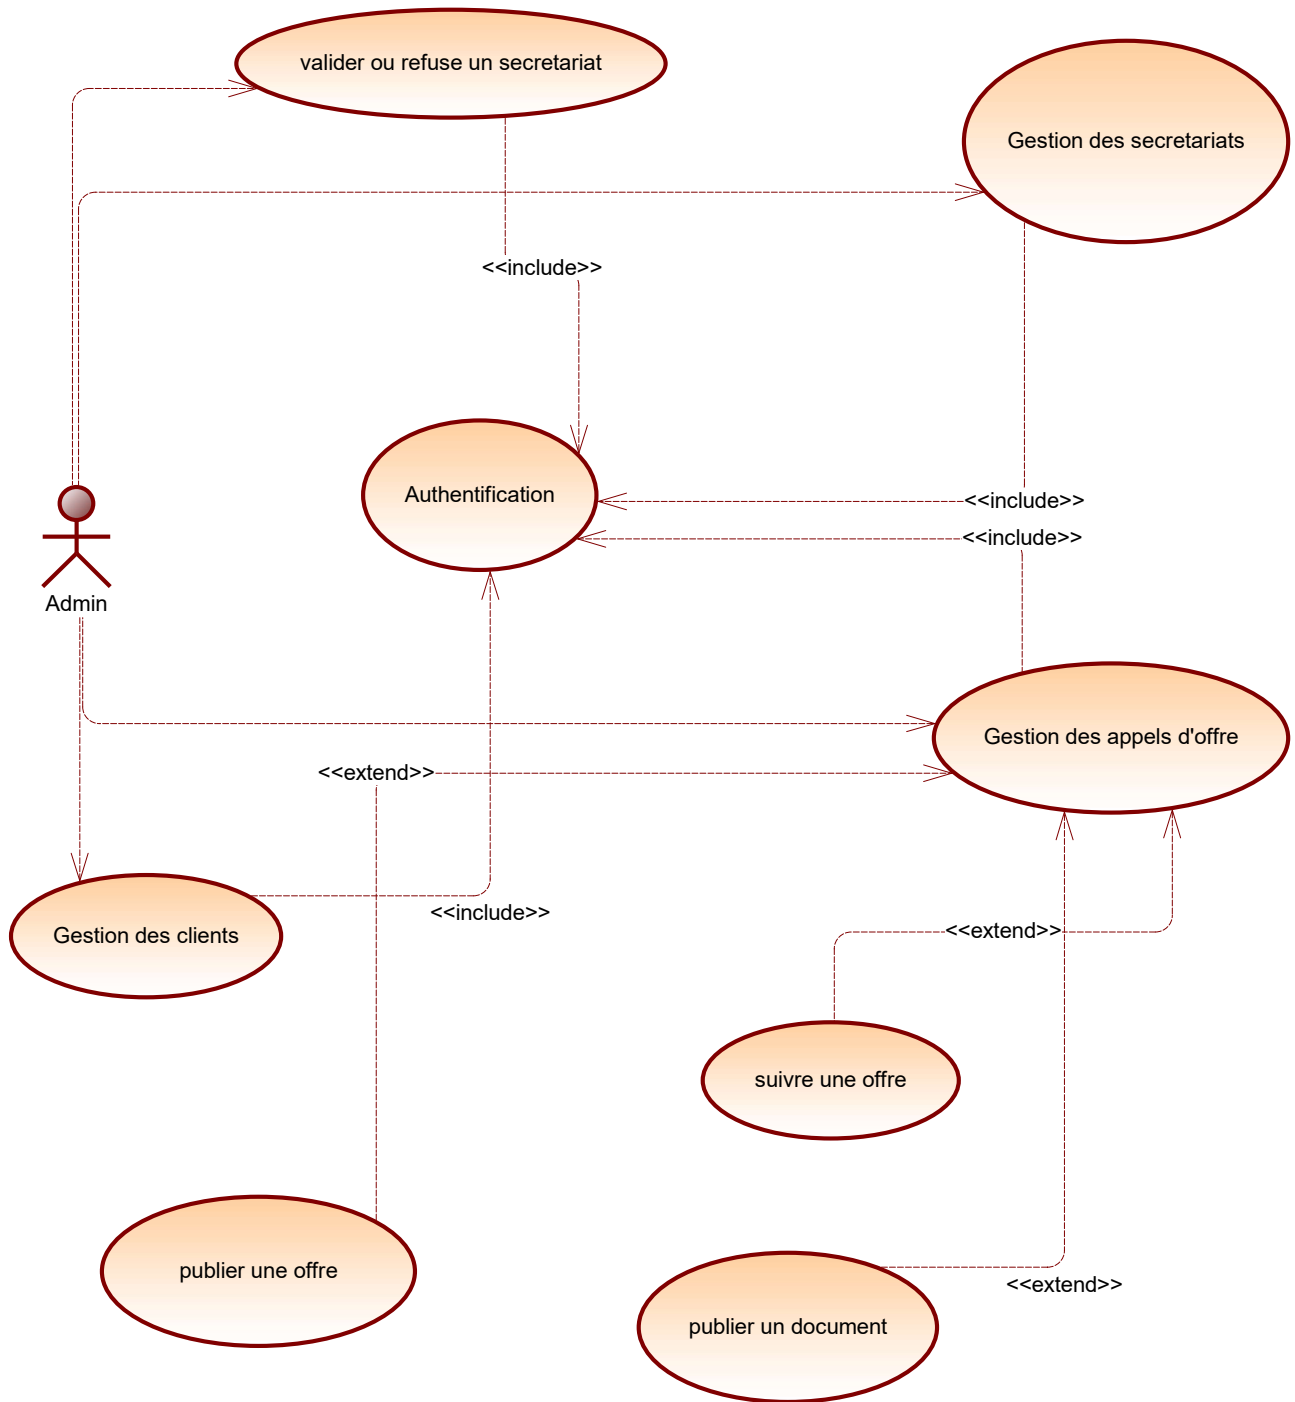 valider ou refuse un secretariat
Gestion des secretariats
<<include>>
Authentification
<<include>>
<<include>>
Admin
Gestion des appels d'offre
<<extend>>
<<include>>
Gestion des clients
<<extend>>
suivre une offre
publier une offre
<<extend>>
publier un document